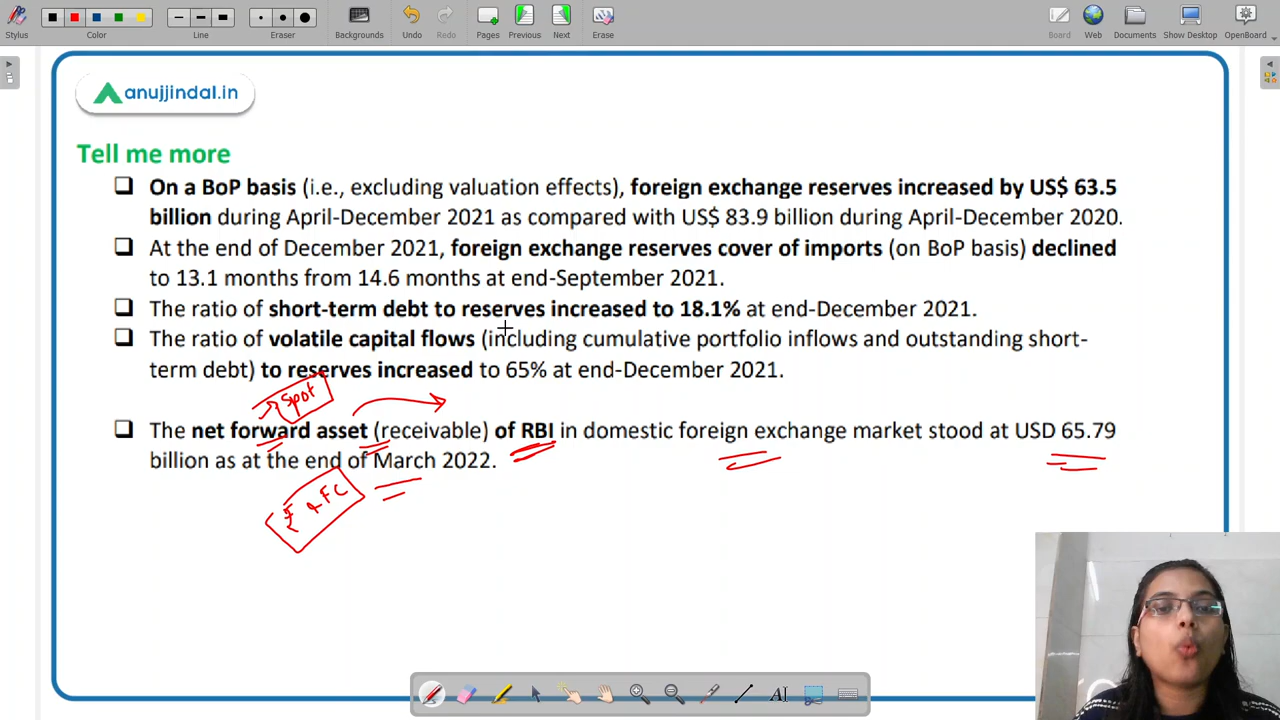 Stylus
Color
Line
Eraser
Backgrounds
Undo
Redo
Pages
Previous
Next
Erase
Board
Web
Documents
Show Desktop
OpenBoard
anujjindal.in
Tell me more
On a BoP basis (i.e., excluding valuation effects), foreign exchange reserves increased by US$ 63.5
billion during April-December 2021 as compared with US$ 83.9 billion during April-December 2020.
At the end of December 2021, foreign exchange reserves cover of imports (on BoP basis) declined
to 13.1 months from 14.6 months at end-September 2021.
The ratio of short-term debt to reserves increased to 18.1% at end-December 2021.
The ratio of volatile capital flows (including cumulative portfolio inflows and outstanding short-
term debt) to reserves increased to 65% at end-December 2021.
Spot
The net forward asset (receivable) of RBI in domestic foreign exchange market stood at USD 65.79
billion as at the end of March 2022.
₹ & FC
AI